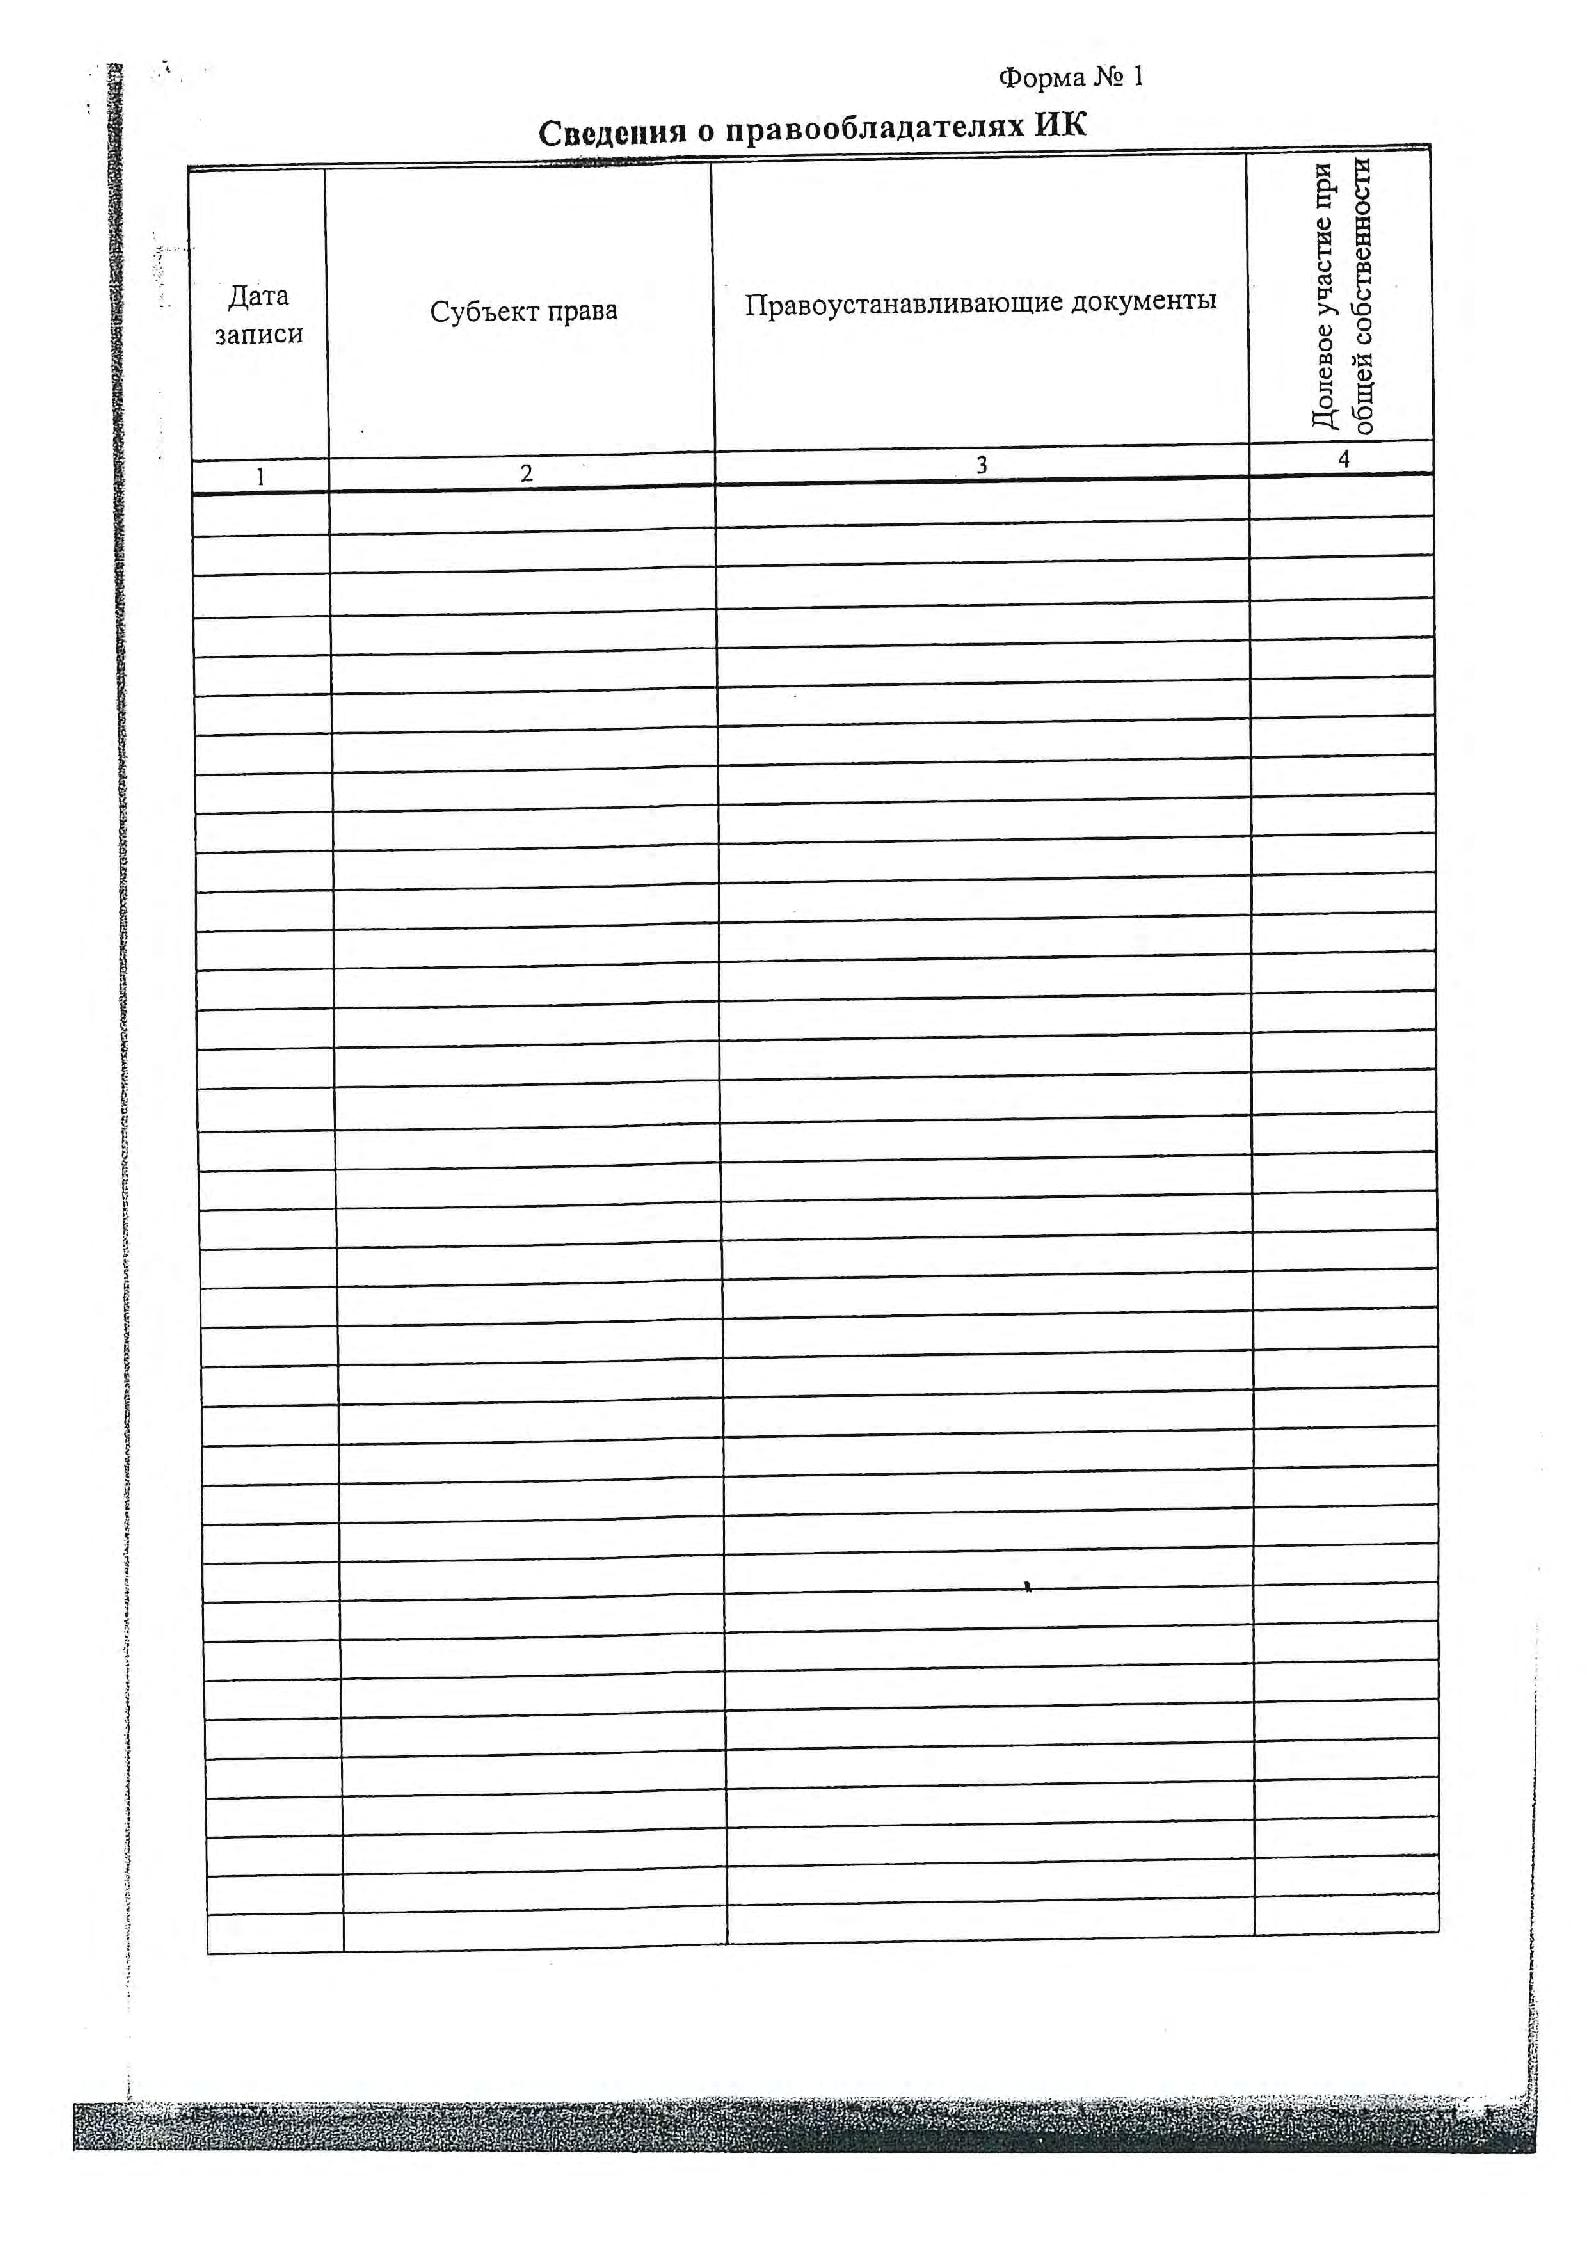 Форма № 1
Сведения о правообладателях ИК
Дата
записи
Субъект права
Правоустанавливающие документы
Долевое участие при
общей собственности
1
2
3
4